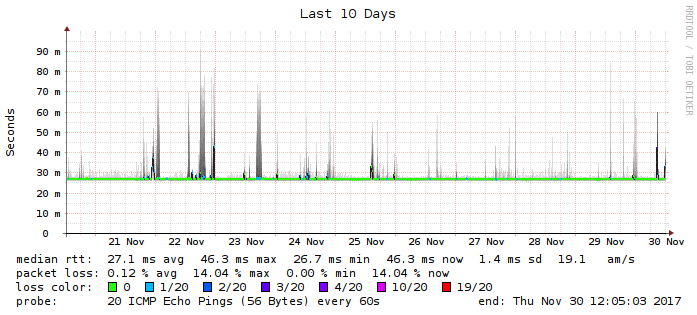 Last 10 Days
RRDTOOL / TOBI OETIKER
Seconds
90 m
80 m
70 m
60 m
50 m
40 m
30 m
20 m
10 m
0
21 Nov 22 Nov 23 Nov 24 Nov 25 Nov 26 Nov 27 Nov 28 Nov 29 Nov 30 Nov
median rtt: 27.1 ms avg 46.3 ms max 26.7 ms min 46.3 ms now 1.4 ms sd 19.1 am/s
packet loss: 0.12 % avg 14.04 % max 0.00 % min 14.04 % now
loss color: 0 1/20 2/20 3/20 4/20 10/20 19/20
probe: 20 ICMP Echo Pings (56 Bytes) every 60s end: Thu Nov 30 12:05:03 2017